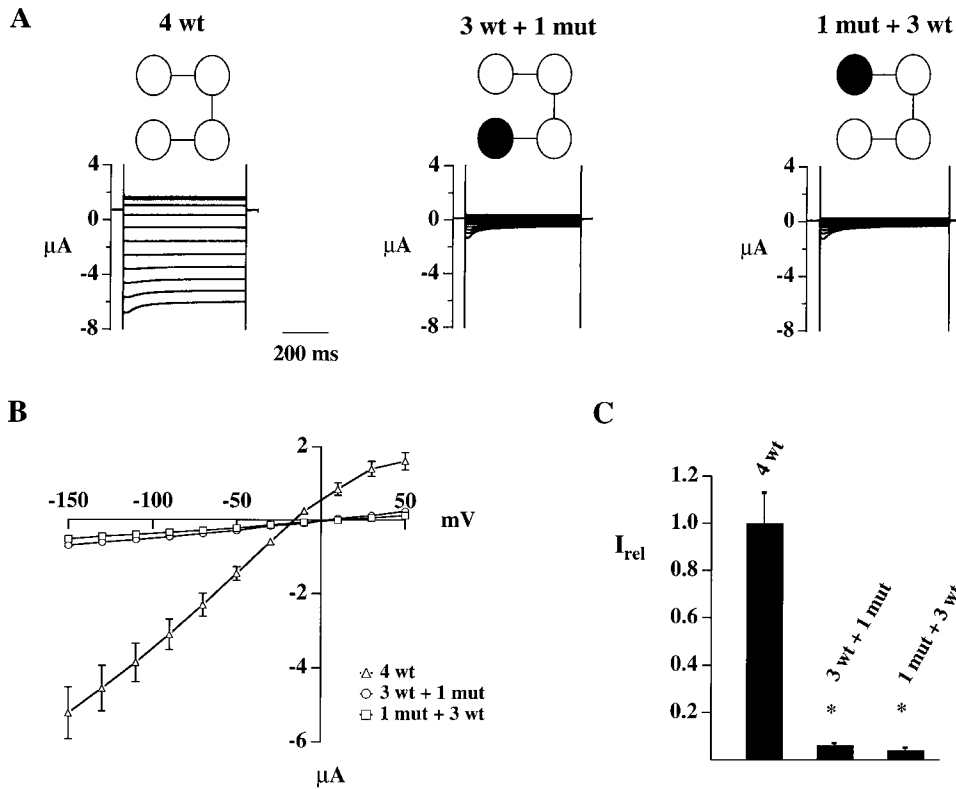 A
4 wt
3 wt + 1 mut
1 mut + 3 wt
4
0
μA
-4
-8
200 ms
4
0
μA
-4
-8
4
0
μA
-4
-8
B
2
-150
-100
-50
50
mV
-2
-4
-6
μA
4 wt
3 wt + 1 mut
1 mut + 3 wt
C
1.2
1.0
Irel
0.8
0.6
0.4
0.2
4 wt
3 wt + 1 mut
1 mut + 3 wt
*
*